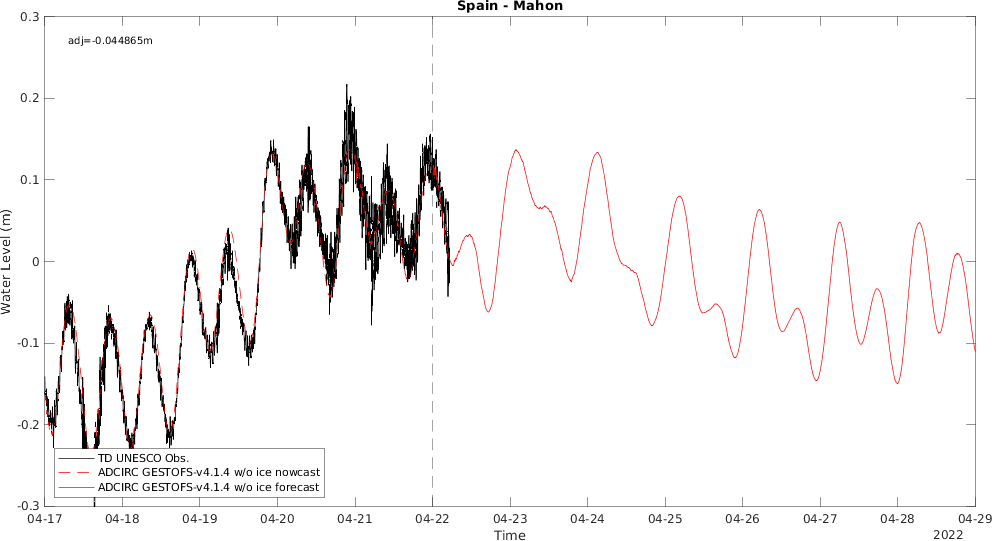 Spain - Mahon
adj=-0.044865m
0.3
0.2
0.1
0
-0.1
-0.2
-0.3
Water Level (m)
TD UNESCO Obs.
ADCIRC GESTOFS-v4.1.4 w/o ice nowcast
ADCIRC GESTOFS-v4.1.4 w/o ice forecast
04-17 04-18 04-19 04-20 04-21 04-22 04-23 04-24 04-25 04-26 04-27 04-28 04-29
Time
2022